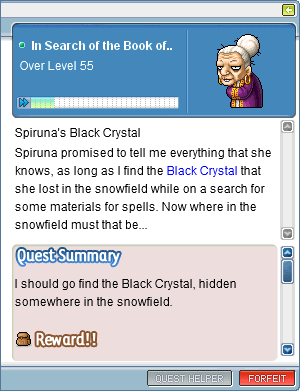 In Search of the Book of..
Over Level 55
Spiruna's Black Crystal
Spiruna promised to tell me everything that she
knows, as long as I find the Black Crystal that
she lost in the snowfield while on a search for
some materials for spells. Now where in the
snowfield must that be...
Quest Summary
I should go find the Black Crystal, hidden
somewhere in the snowfield.
Reward!!
QUEST HELPER
FORFEIT